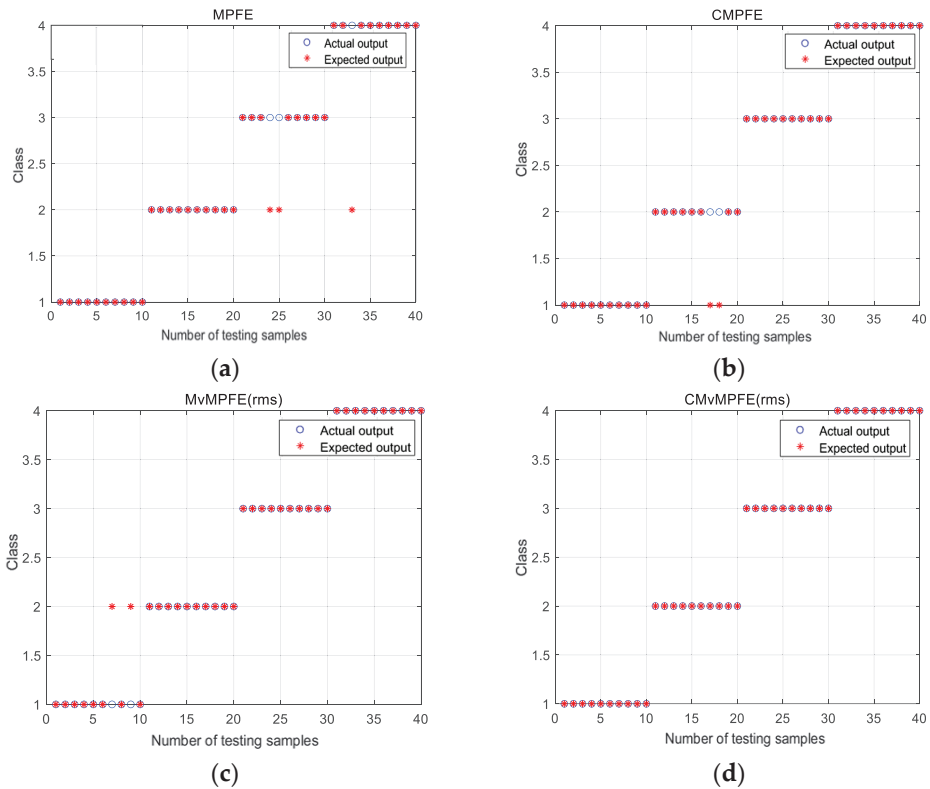 MPFE
4
3.5
3
2.5
2
1.5
1
Class
Actual output
Expected output
0 5 10 15 20 25 30 35 40
Number of testing samples
(a)
CMPFE
4
3.5
3
2.5
2
1.5
1
Class
Actual output
Expected output
0 5 10 15 20 25 30 35 40
Number of testing samples
(b)
MvMPFE(rms)
4
3.5
3
2.5
2
1.5
1
Class
Actual output
Expected output
0 5 10 15 20 25 30 35 40
Number of testing samples
(c)
CMvMPFE(rms)
4
3.5
3
2.5
2
1.5
1
Class
Actual output
Expected output
0 5 10 15 20 25 30 35 40
Number of testing samples
(d)